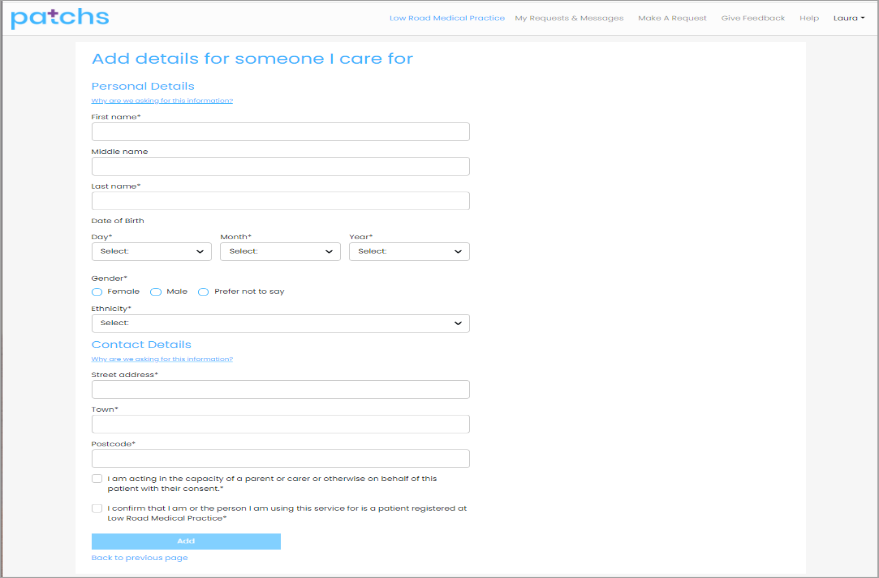 patchs
Low Road Medical Practice My Requests & Messages Make A Request Give Feedback Help Laura
Add details for someone I care for
Personal Details
Why are we asking for this information?
First name*
Middle name
Last name*
Date of Birth
Day* Month* Year*
Select: Select: Select:
Gender*
Female Male Prefer not to say
Ethnicity*
Select:
Contact Details
Why are we asking for this information?
Street address*
Town*
Postcode*
I am acting in the capacity of a parent or carer or otherwise on behalf of this
patient with their consent.*
I confirm that I am or the person I am using this service for is a patient registered at
Low Road Medical Practice*
Add
Back to previous page